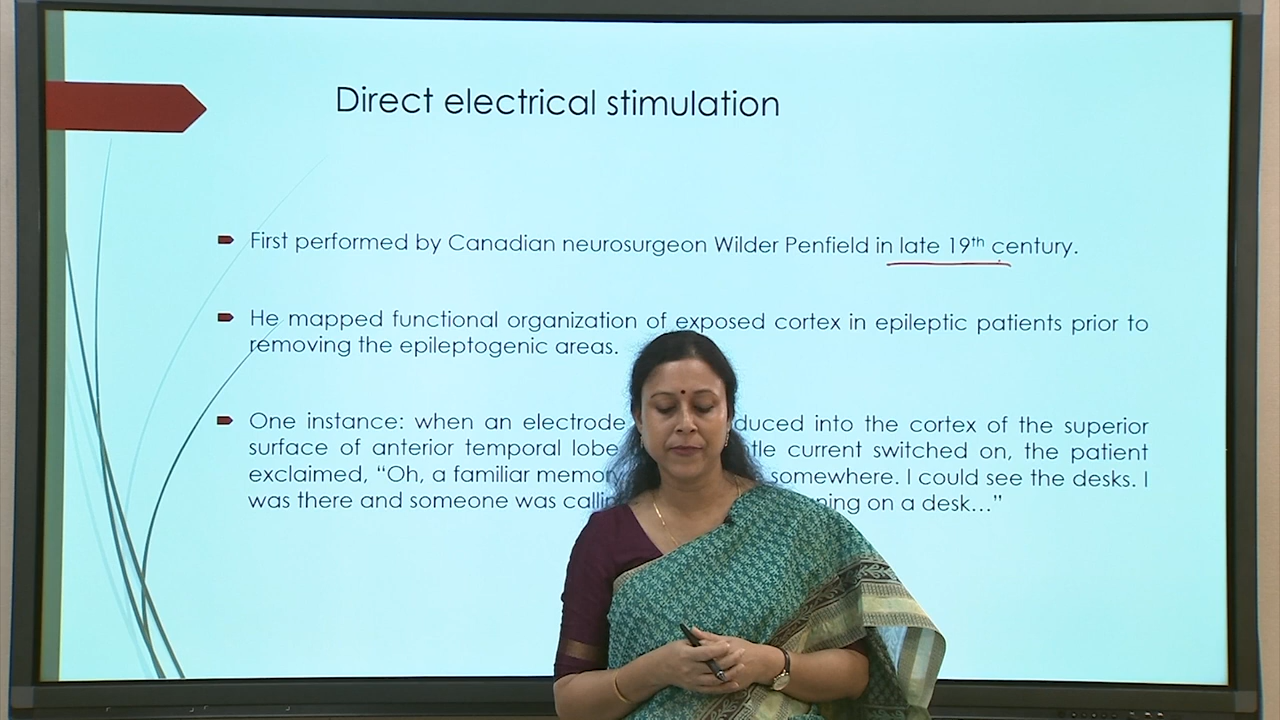 Direct electrical stimulation
First performed by Canadian neurosurgeon Wilder Penfield in late 19th century.
He mapped functional organization of exposed cortex in epileptic patients prior to
removing the epileptogenic areas.
One instance: when an electrode duced into the cortex of the superior
surface of anterior temporal lobe tle current switched on, the patient
exclaimed, “Oh, a familiar memory somewhere. I could see the desks. I
was there and someone was callin ping on a desk…”